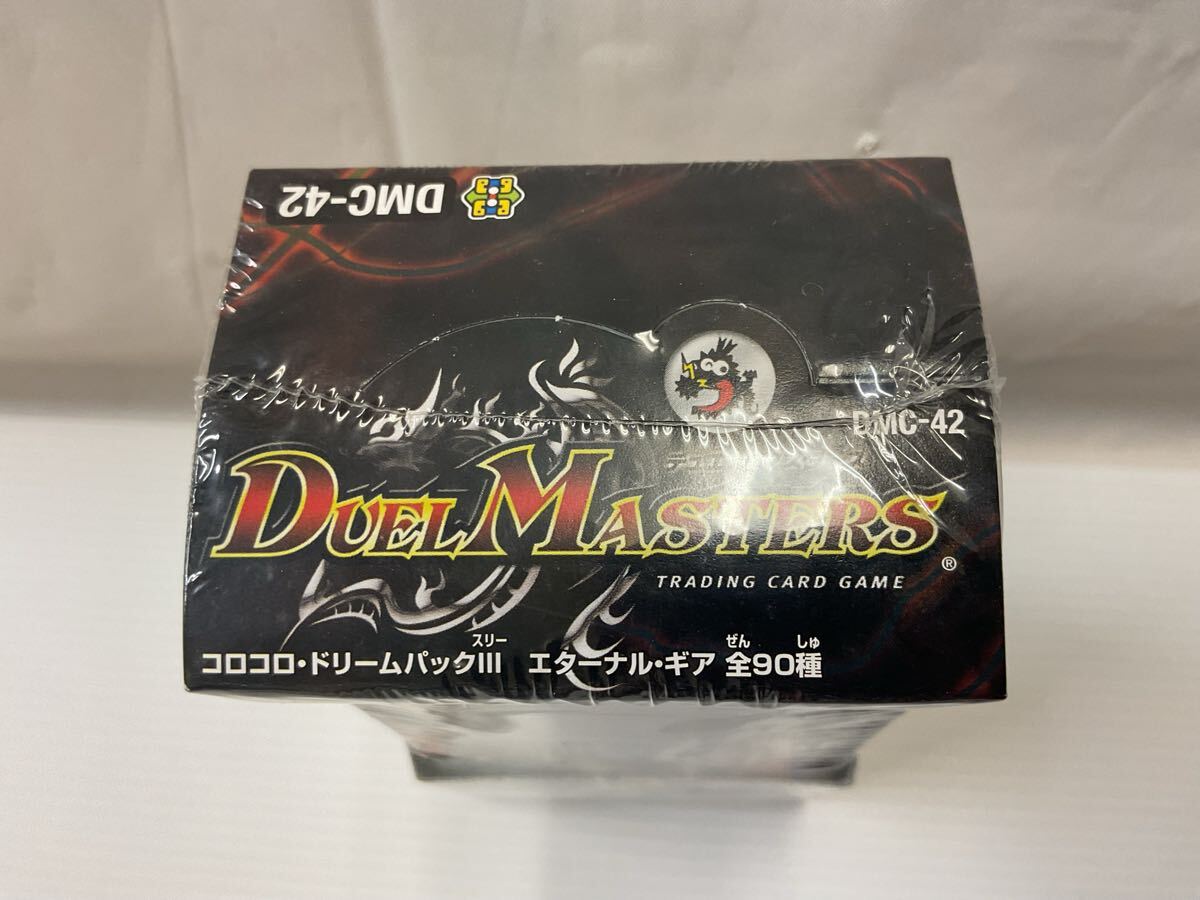 DMC-42
DMC-42
DUEL MASTERS
®
TRADING CARD GAME
スリー
ぜん しゅ
コロコロ・ドリームパックIII エターナル・ギア 全90種